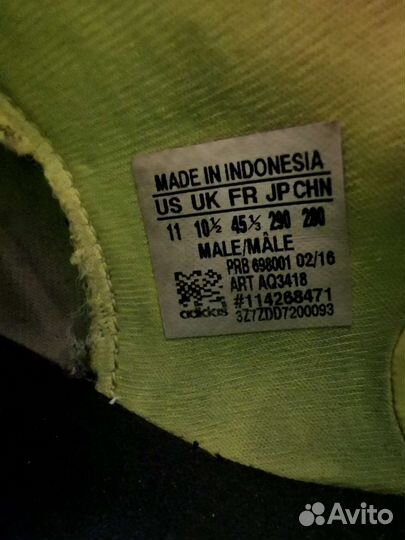 MADE IN INDONESIA
US UK FR JP CHN
11 10½ 45⅓ 290 280
MALE/MÂLE
PRB 698001 02/16
ART AQ3418
#114268471
adidas 3Z7ZDD7200093
Avito